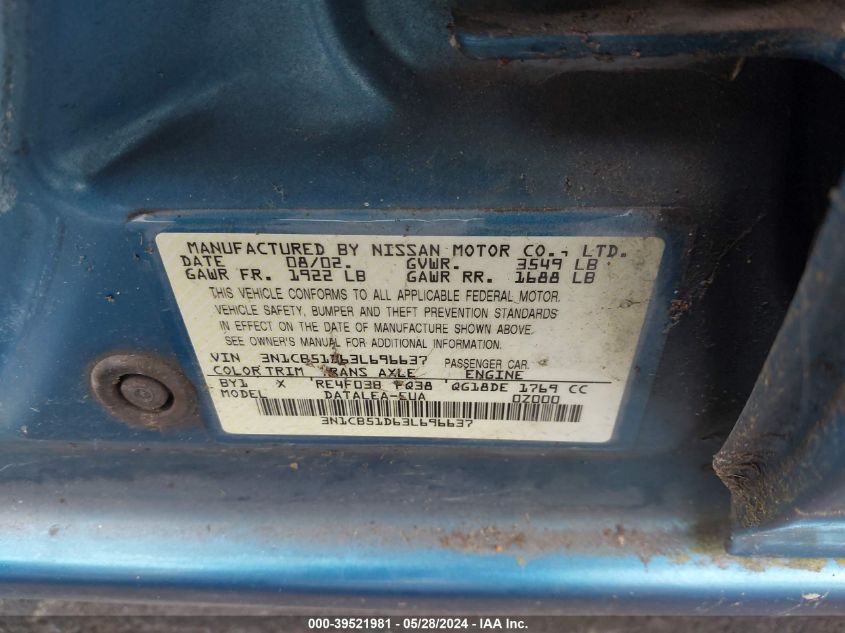 MANUFACTURED BY NISSAN MOTOR CO., LTD.
DATE 08/02. GVWR. 3549 LB
GAWR FR. 1922 LB GAWR RR. 1688 LB
THIS VEHICLE CONFORMS TO ALL APPLICABLE FEDERAL MOTOR
VEHICLE SAFETY, BUMPER AND THEFT PREVENTION STANDARDS
IN EFFECT ON THE DATE OF MANUFACTURE SHOWN ABOVE.
SEE OWNER'S MANUAL FOR ADDITIONAL INFORMATION.
VIN 3N1CB51D63L696637 PASSENGER CAR
COLOR TRIM TRANS AXLE ENGINE
BY1 X RE4F03B FQ38 QG18DE 1769 CC
MODEL DATALEA-EUA 0Z000
3N1CB51D63L696637
000-39521981 - 05/28/2024 - IAAI.com